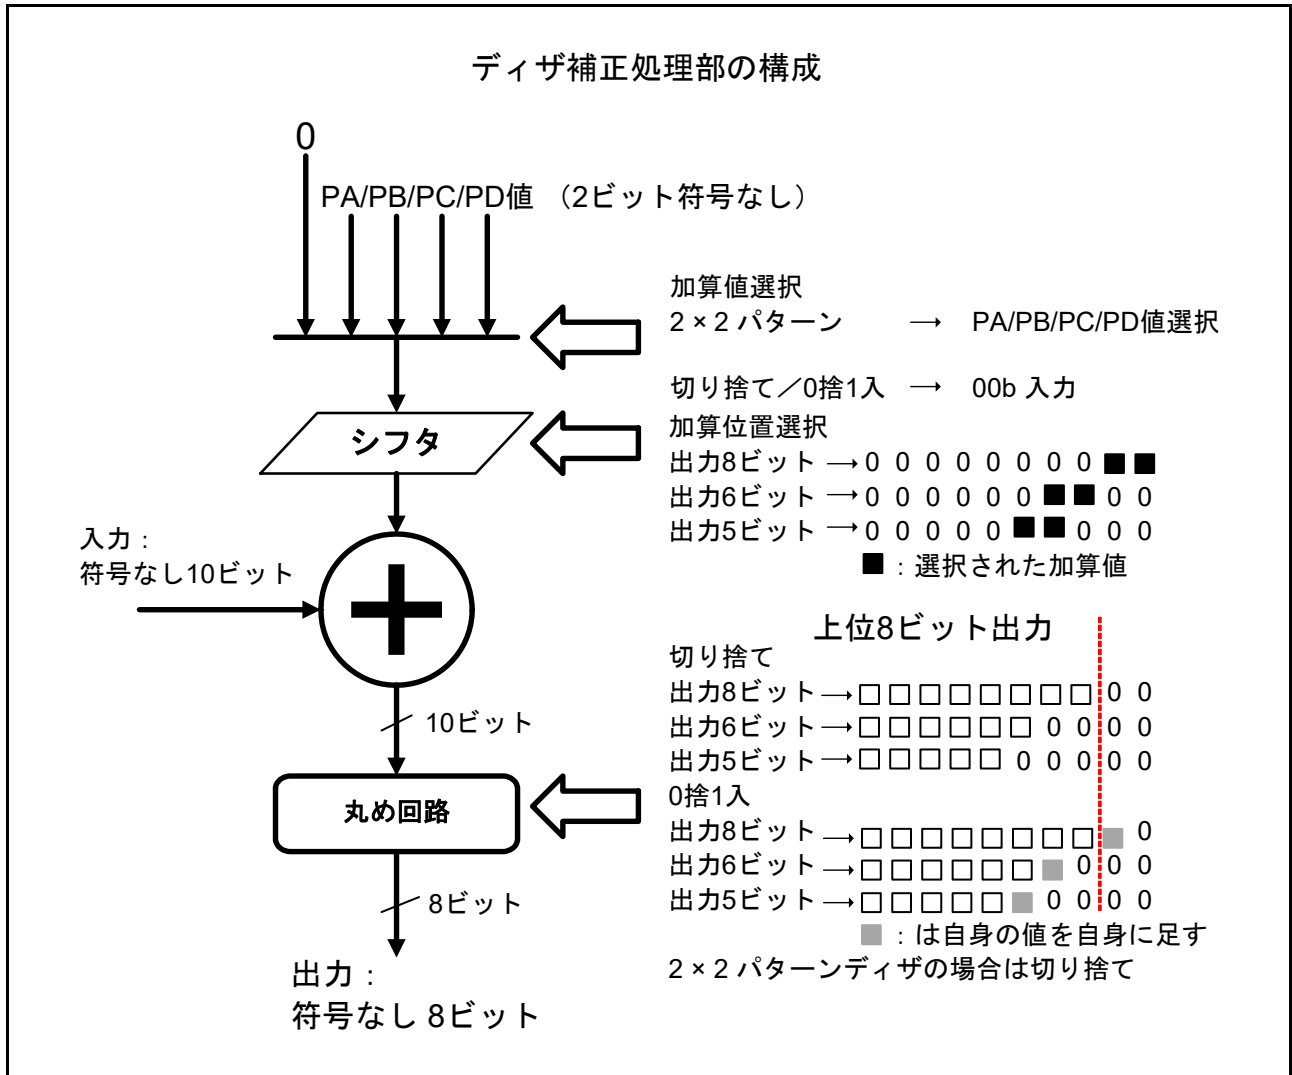 ディザ補正処理部の構成
0
PA/PB/PC/PD値 （2ビット符号なし）
加算値選択
2 × 2 パターン → PA/PB/PC/PD値選択
切り捨て／0捨1入 → 00b 入力
シフタ
加算位置選択
出力8ビット → 0 0 0 0 0 0 0 0 ■ ■
出力6ビット → 0 0 0 0 0 0 ■ ■ 0 0
出力5ビット → 0 0 0 0 0 ■ ■ 0 0 0
■ : 選択された加算値
入力 :
符号なし10ビット
上位8ビット出力
切り捨て
出力8ビット → □ □ □ □ □ □ □ □ 0 0
出力6ビット → □ □ □ □ □ □ 0 0 0 0
出力5ビット → □ □ □ □ □ 0 0 0 0 0
10ビット
丸め回路
0捨1入
出力8ビット → □ □ □ □ □ □ □ □ ■ 0
出力6ビット → □ □ □ □ □ □ ■ 0 0 0
出力5ビット → □ □ □ □ □ ■ 0 0 0 0
■ : は自身の値を自身に足す
2 × 2 パターンディザの場合は切り捨て
8ビット
出力 :
符号なし 8ビット